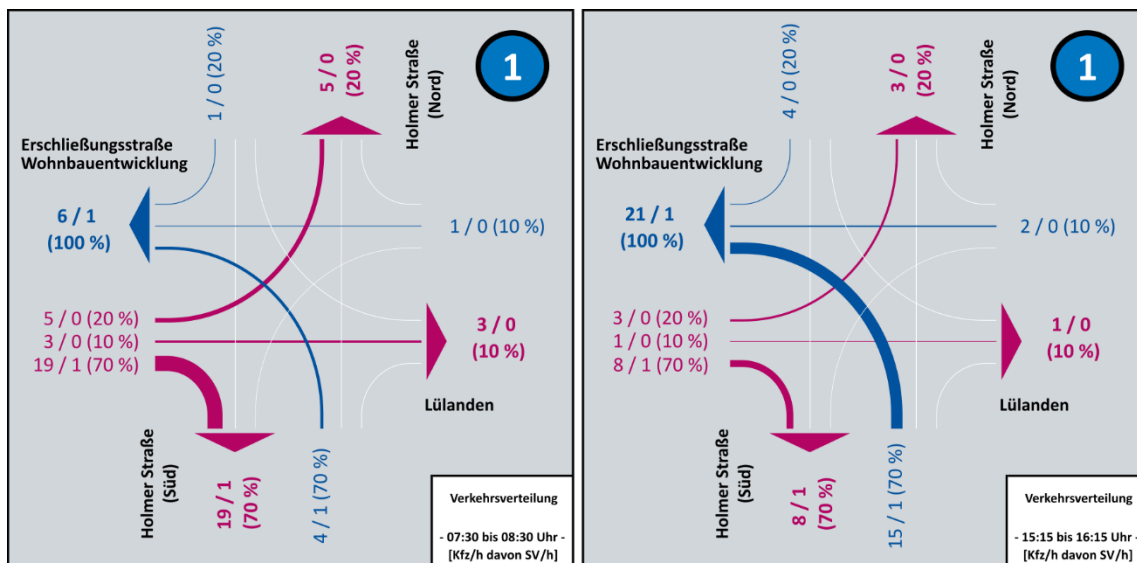 1 / 0 (20 %)
5 / 0
(20 %)
Holmer Straße
(Nord)
1
Erschließungsstraße
Wohnbauentwicklung
6 / 1
(100 %)
1 / 0 (10 %)
5 / 0 (20 %)
3 / 0 (10 %)
19 / 1 (70 %)
3 / 0
(10 %)
Lülanden
Holmer Straße
(Süd)
19 / 1
(70 %)
4 / 1 (70 %)
Verkehrsverteilung
- 07:30 bis 08:30 Uhr -
[Kfz/h davon SV/h]
4 / 0 (20 %)
3 / 0
(20 %)
Holmer Straße
(Nord)
1
Erschließungsstraße
Wohnbauentwicklung
21 / 1
(100 %)
2 / 0 (10 %)
3 / 0 (20 %)
1 / 0 (10 %)
8 / 1 (70 %)
1 / 0
(10 %)
Lülanden
Holmer Straße
(Süd)
8 / 1
(70 %)
15 / 1 (70 %)
Verkehrsverteilung
- 15:15 bis 16:15 Uhr -
[Kfz/h davon SV/h]